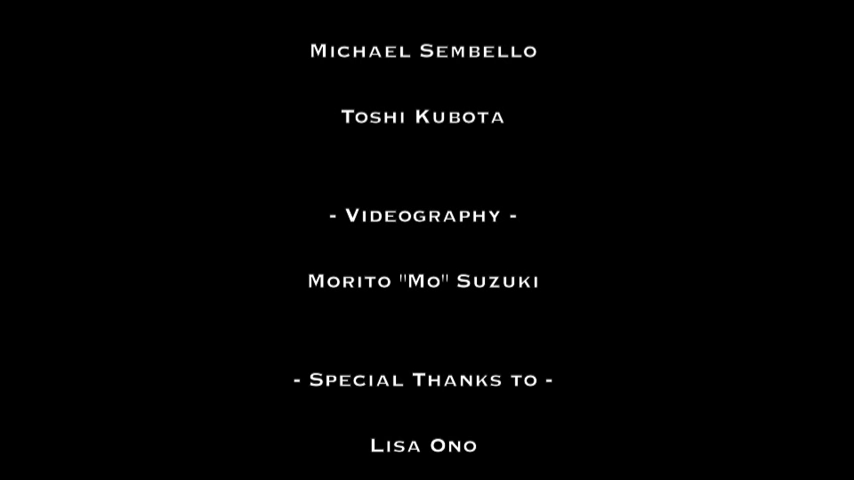 Michael Sembello
Toshi Kubota
- Videography -
Morito "Mo" Suzuki
- Special Thanks to -
Lisa Ono